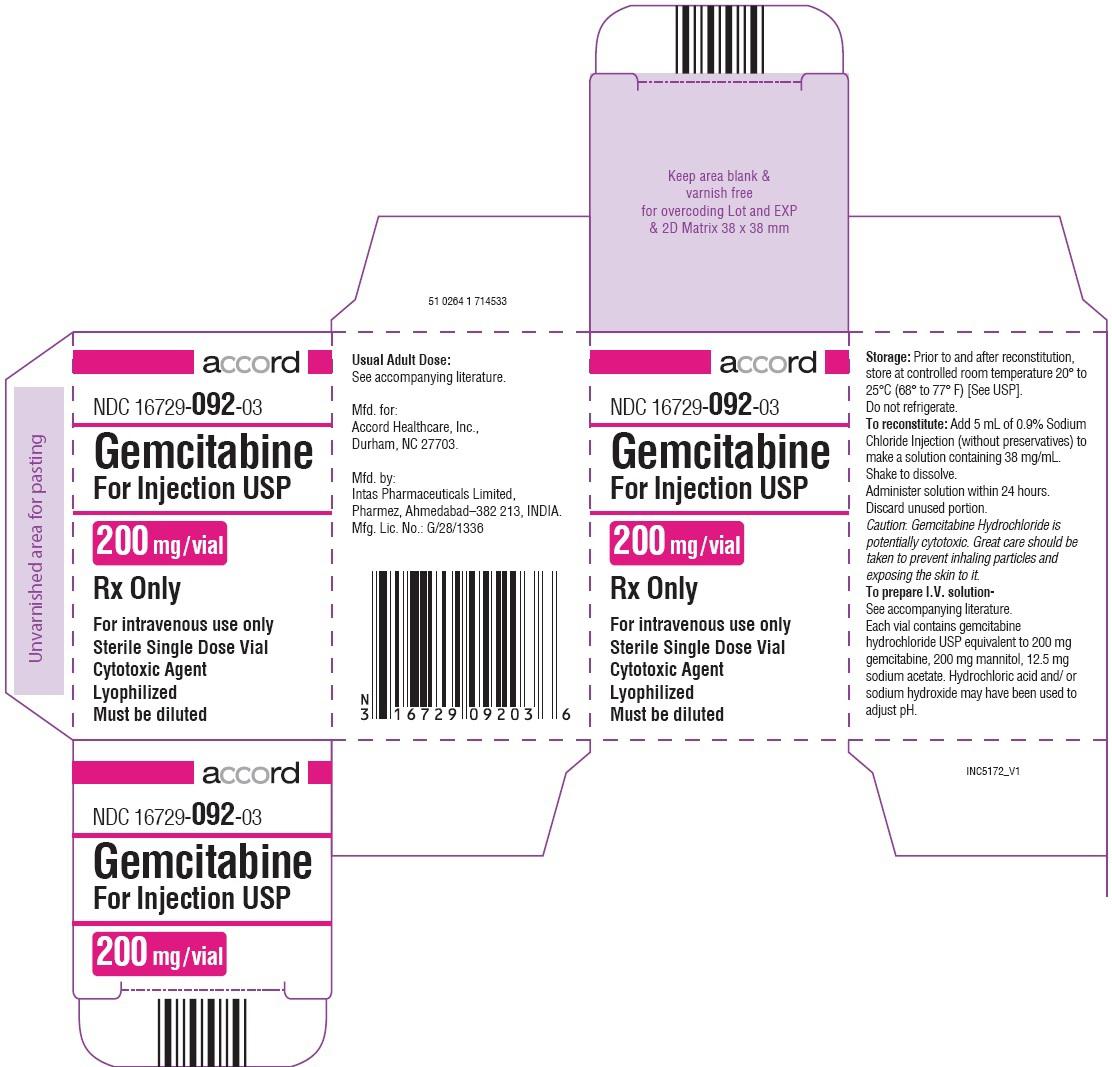 Keep area blank &
varnish free
for overcoding Lot and EXP
& 2D Matrix 38 x 38 mm
51 0264 1 714533
Unvarnished area for pasting
accord
NDC 16729-092-03
Gemcitabine
For Injection USP
200 mg/vial
Rx Only
For intravenous use only
Sterile Single Dose Vial
Cytotoxic Agent
Lyophilized
Must be diluted
Usual Adult Dose:
See accompanying literature.
Mfd. for:
Accord Healthcare, Inc.,
Durham, NC 27703.
Mfd. by:
Intas Pharmaceuticals Limited,
Pharmez, Ahmedabad–382 213, INDIA.
Mfg. Lic. No.: G/28/1336
N
3 16729 09203 6
accord
NDC 16729-092-03
Gemcitabine
For Injection USP
200 mg/vial
Rx Only
For intravenous use only
Sterile Single Dose Vial
Cytotoxic Agent
Lyophilized
Must be diluted
Storage: Prior to and after reconstitution,
store at controlled room temperature 20° to
25°C (68° to 77° F) [See USP].
Do not refrigerate.
To reconstitute: Add 5 mL of 0.9% Sodium
Chloride Injection (without preservatives) to
make a solution containing 38 mg/mL.
Shake to dissolve.
Administer solution within 24 hours.
Discard unused portion.
Caution: Gemcitabine Hydrochloride is
potentially cytotoxic. Great care should be
taken to prevent inhaling particles and
exposing the skin to it.
To prepare I.V. solution-
See accompanying literature.
Each vial contains gemcitabine
hydrochloride USP equivalent to 200 mg
gemcitabine, 200 mg mannitol, 12.5 mg
sodium acetate. Hydrochloric acid and/ or
sodium hydroxide may have been used to
adjust pH.
INC5172_V1
accord
NDC 16729-092-03
Gemcitabine
For Injection USP
200 mg/vial